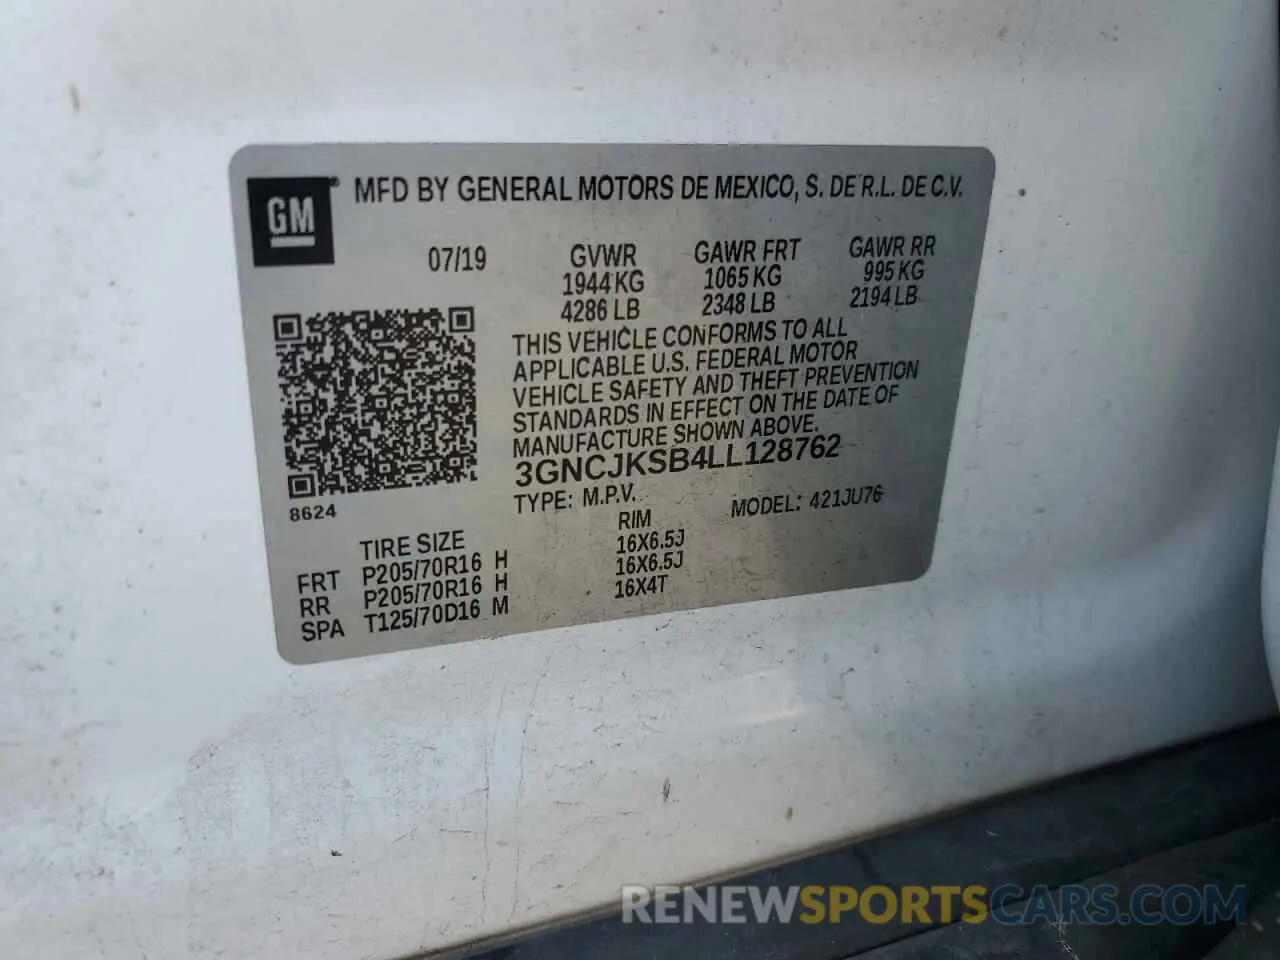 GM® MFD BY GENERAL MOTORS DE MEXICO, S. DE R.L. DE C.V.
07/19 GVWR GAWR FRT GAWR RR
1944 KG 1065 KG 995 KG
4286 LB 2348 LB 2194 LB
THIS VEHICLE CONFORMS TO ALL
APPLICABLE U.S. FEDERAL MOTOR
VEHICLE SAFETY AND THEFT PREVENTION
STANDARDS IN EFFECT ON THE DATE OF
MANUFACTURE SHOWN ABOVE.
3GNCJKSB4LL128762
8624 TYPE: M.P.V. MODEL: 421JU76
TIRE SIZE RIM
FRT P205/70R16 H 16X6.5J
RR P205/70R16 H 16X6.5J
SPA T125/70D16 M 16X4T
RENEWSPORTSCARS.COM